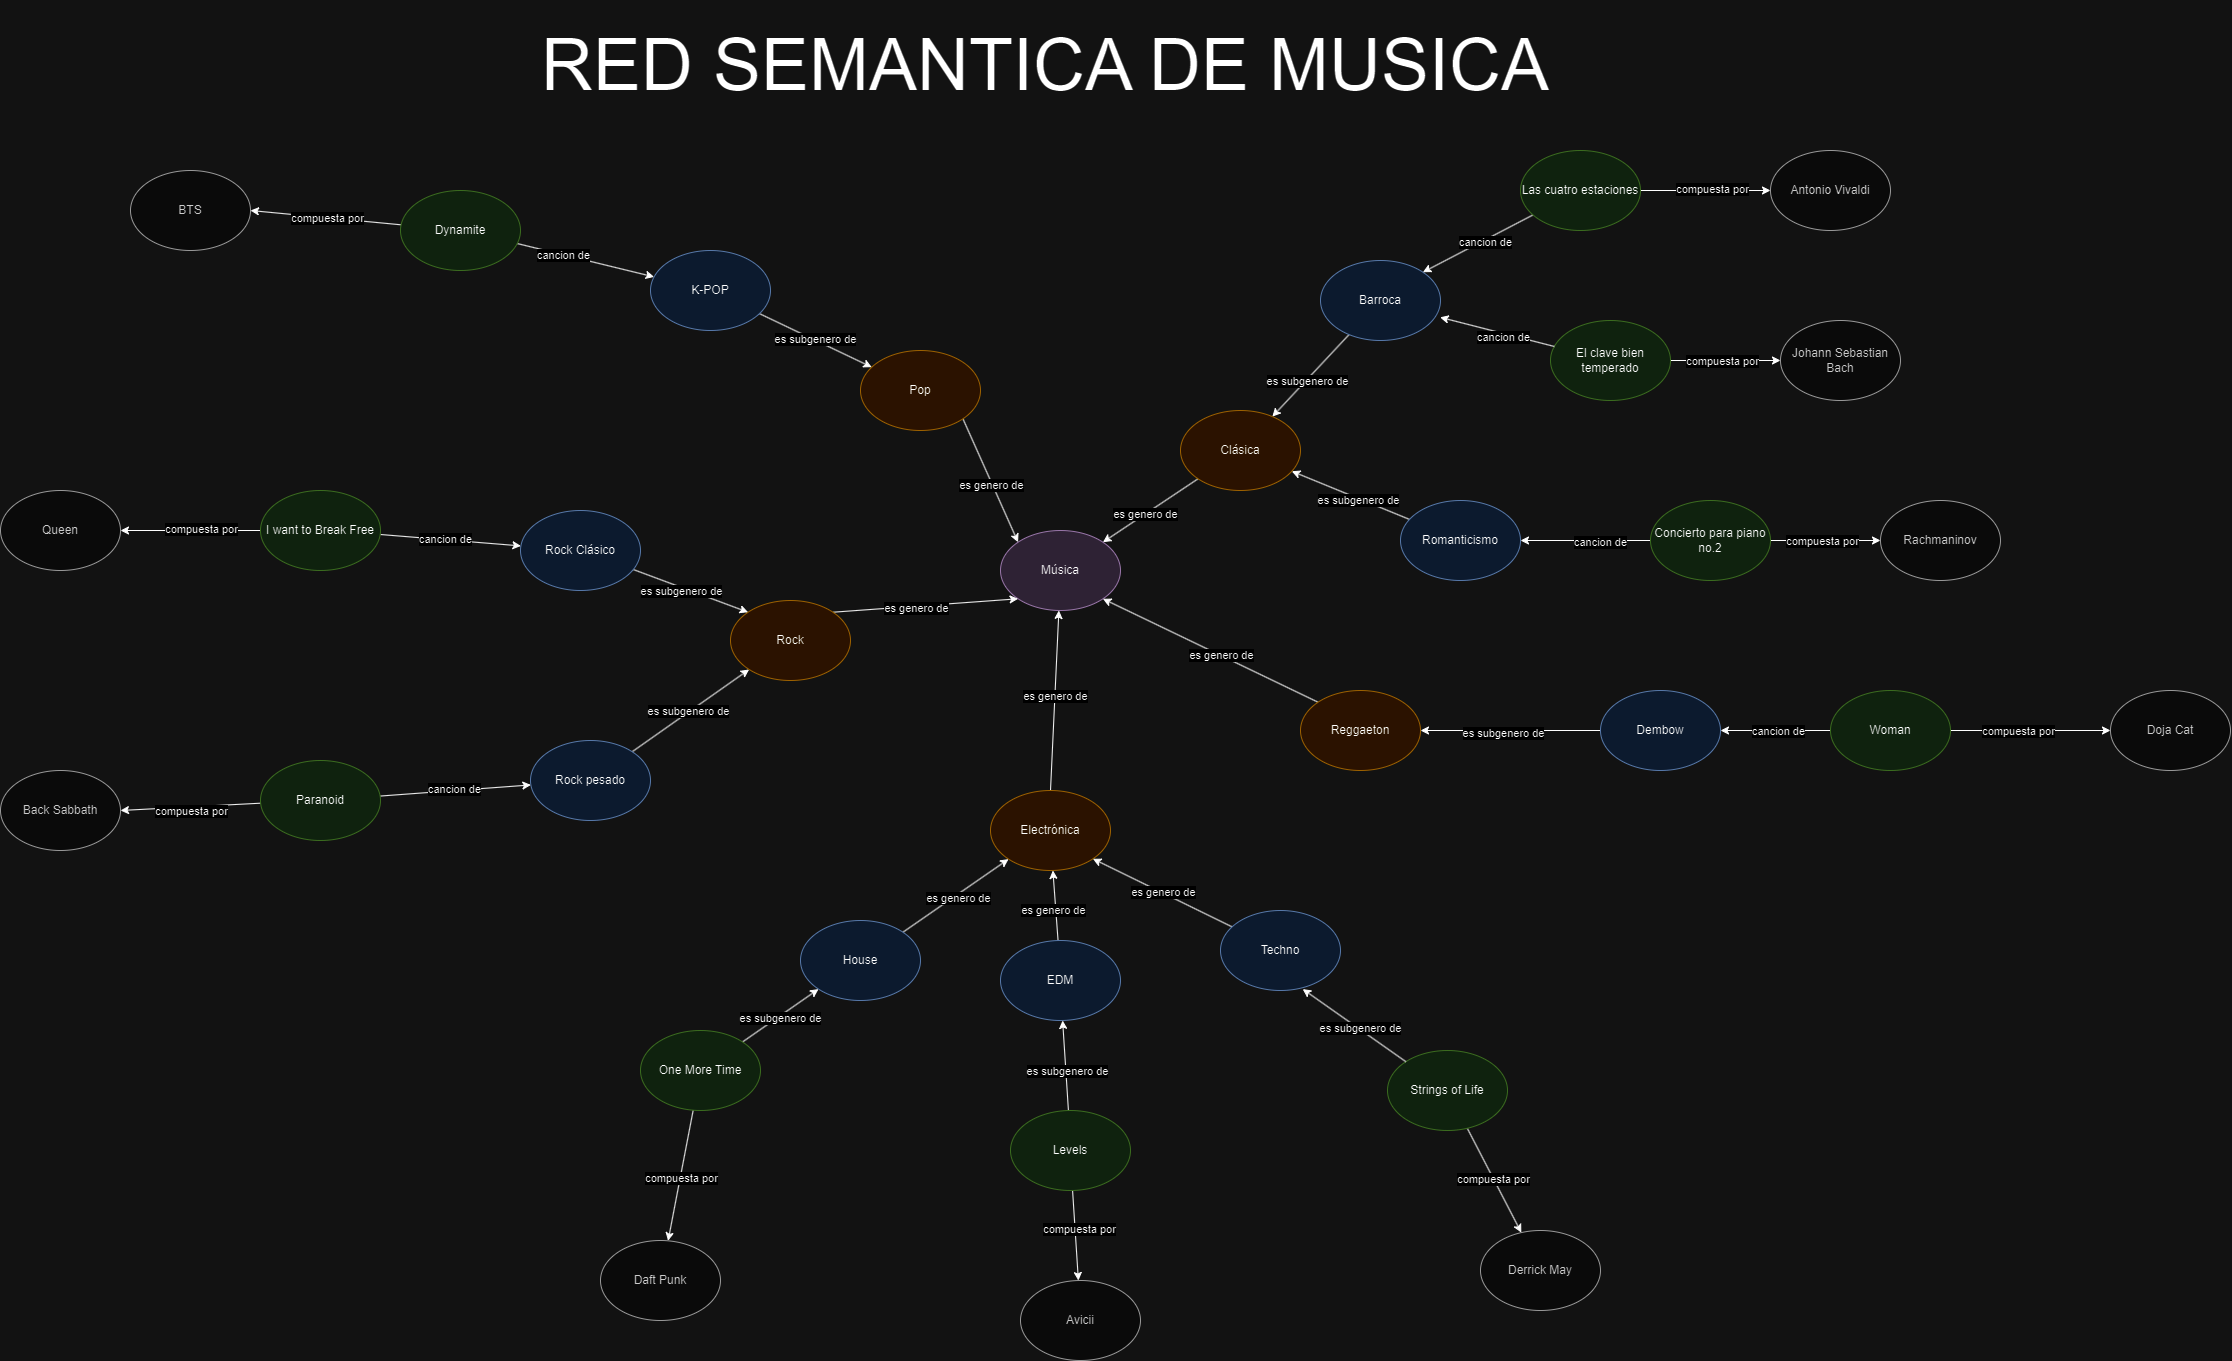 RED SEMANTICA DE MUSICA
BTS
compuesta por
Dynamite
cancion de
K-POP
es subgenero de
Pop
es genero de
Las cuatro estaciones
compuesta por
Antonio Vivaldi
cancion de
Barroca
cancion de
El clave bien
temperado
compuesta por
Johann Sebastian
Bach
es subgenero de
Clásica
es genero de
es subgenero de
Romanticismo
cancion de
Concierto para piano
no.2
compuesta por
Rachmaninov
Queen
compuesta por
I want to Break Free
cancion de
Rock Clásico
es subgenero de
Rock
es genero de
Música
es genero de
Reggaeton
es subgenero de
Dembow
cancion de
Woman
compuesta por
Doja Cat
es subgenero de
Back Sabbath
compuesta por
Paranoid
cancion de
Rock pesado
es genero de
Electrónica
es genero de
es genero de
es genero de
House
EDM
Techno
es subgenero de
es subgenero de
es subgenero de
One More Time
Levels
Strings of Life
compuesta por
compuesta por
compuesta por
Daft Punk
Avicii
Derrick May